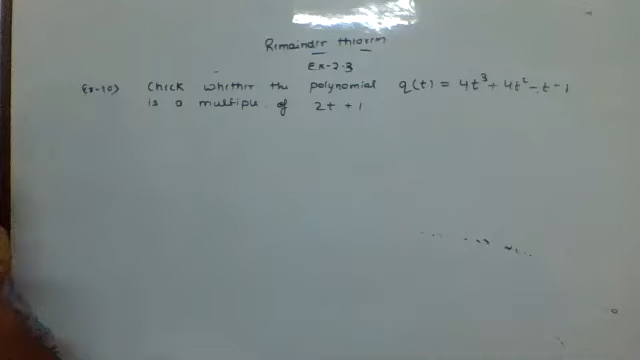 Remainder theorem
Ex-2.3
Ex-10) Check whether the polynomial q(t) = 4t³ + 4t² - t - 1
is a multiple of 2t + 1